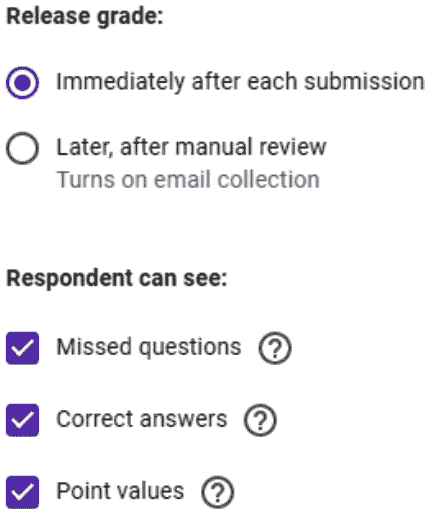 Release grade:
Immediately after each submission
Later, after manual review
Turns on email collection
Respondent can see:
Missed questions ?
Correct answers ?
Point values ?